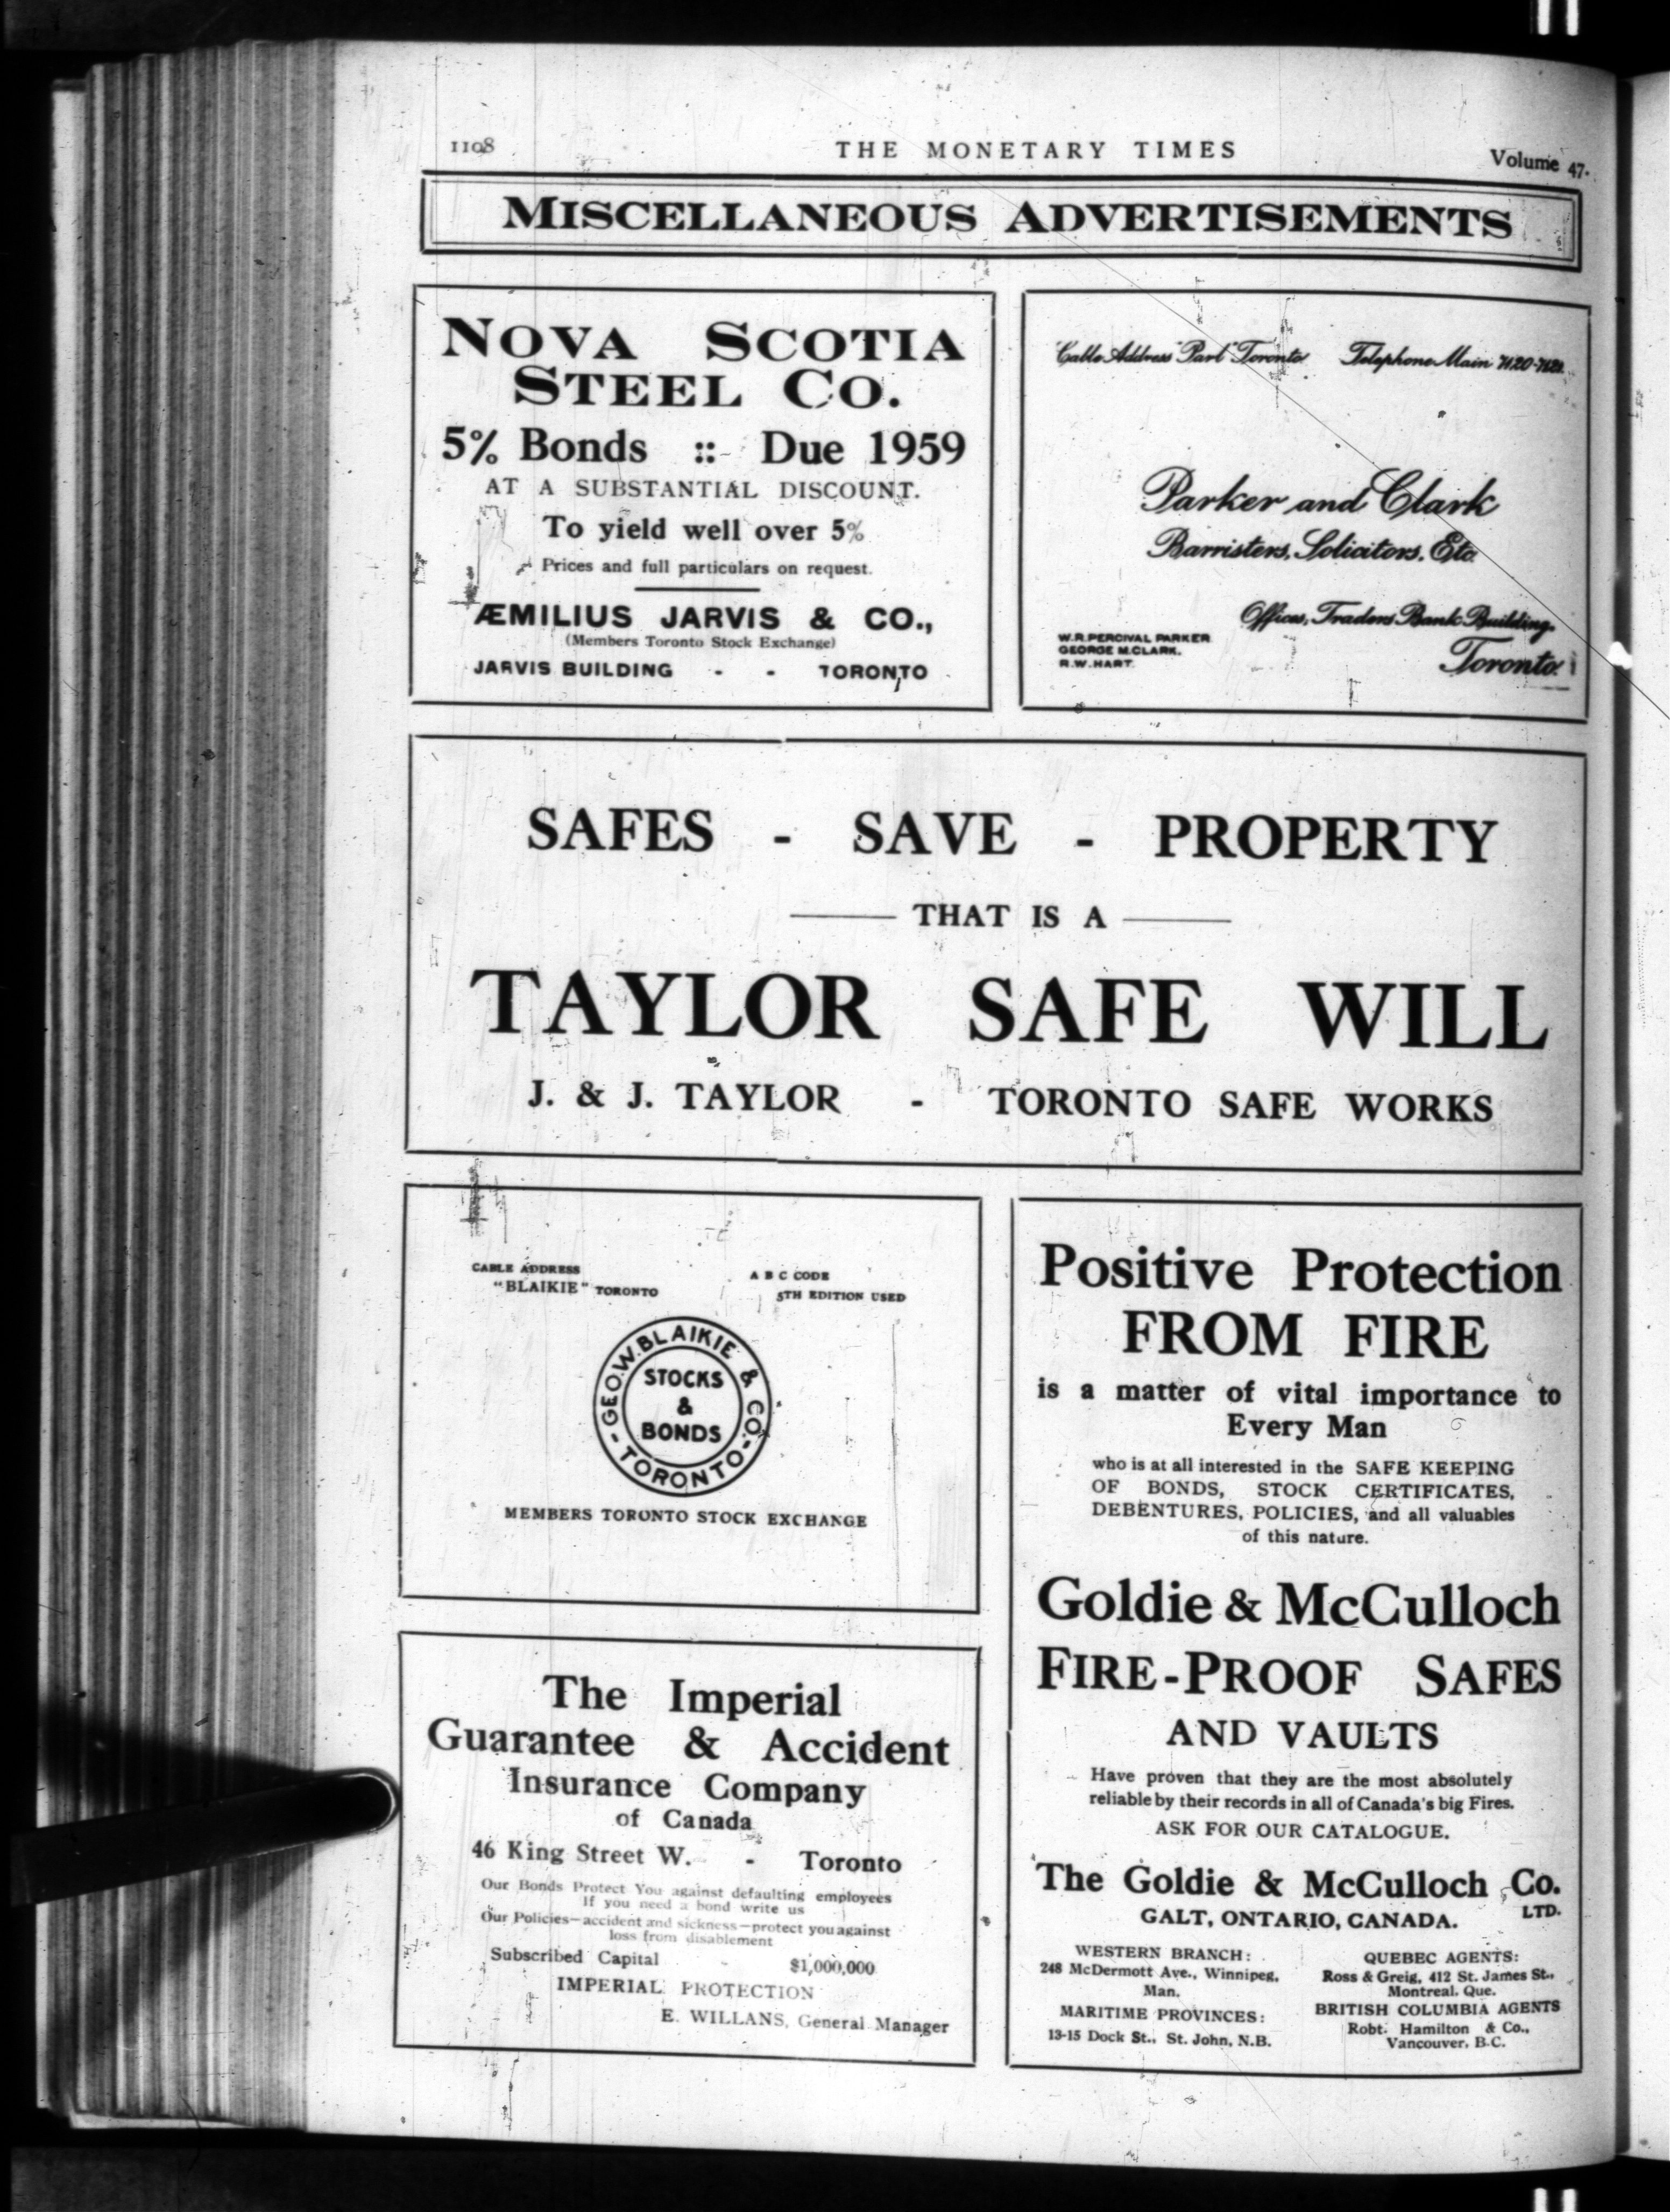 1108
THE MONETARY TIMES
Volume 47.
MISCELLANEOUS ADVERTISEMENTS
NOVA SCOTIA
STEEL CO.
5% Bonds :: Due 1959
AT A SUBSTANTIAL DISCOUNT.
To yield well over 5%
Prices and full particulars on request.
ÆMILIUS JARVIS & CO.,
(Members Toronto Stock Exchange)
JARVIS BUILDING - - TORONTO
Cable Address "Parl" Toronto Telephone Main 7120-7121.
Parker and Clark
Barristers, Solicitors, Etc.
Offices, Traders Bank Building.
Toronto.
W.R. PERCIVAL PARKER
GEORGE M. CLARK.
R.W. HART.
SAFES - SAVE - PROPERTY
THAT IS A
TAYLOR SAFE WILL
J. & J. TAYLOR - TORONTO SAFE WORKS
CABLE ADDRESS
"BLAIKIE" TORONTO
A B C CODE
5TH EDITION USED
GEO.W.BLAIKIE & CO.
-TORONTO-
STOCKS
&
BONDS
MEMBERS TORONTO STOCK EXCHANGE
The Imperial
Guarantee & Accident
Insurance Company
of Canada
46 King Street W. - Toronto
Our Bonds Protect You against defaulting employees
If you need a bond write us
Our Policies—accident and sickness—protect you against
loss from disablement
Subscribed Capital - $1,000,000
IMPERIAL PROTECTION
E. WILLANS, General Manager
Positive Protection
FROM FIRE
is a matter of vital importance to
Every Man
who is at all interested in the SAFE KEEPING
OF BONDS, STOCK CERTIFICATES,
DEBENTURES, POLICIES, and all valuables
of this nature.
Goldie & McCulloch
FIRE-PROOF SAFES
AND VAULTS
Have proven that they are the most absolutely
reliable by their records in all of Canada's big Fires.
ASK FOR OUR CATALOGUE.
The Goldie & McCulloch Co.
LTD.
GALT, ONTARIO, CANADA.
WESTERN BRANCH:
248 McDermott Ave., Winnipeg,
Man.
MARITIME PROVINCES:
13-15 Dock St., St. John, N.B.
QUEBEC AGENTS:
Ross & Greig, 412 St. James St.,
Montreal, Que.
BRITISH COLUMBIA AGENTS
Robt. Hamilton & Co.,
Vancouver, B.C.